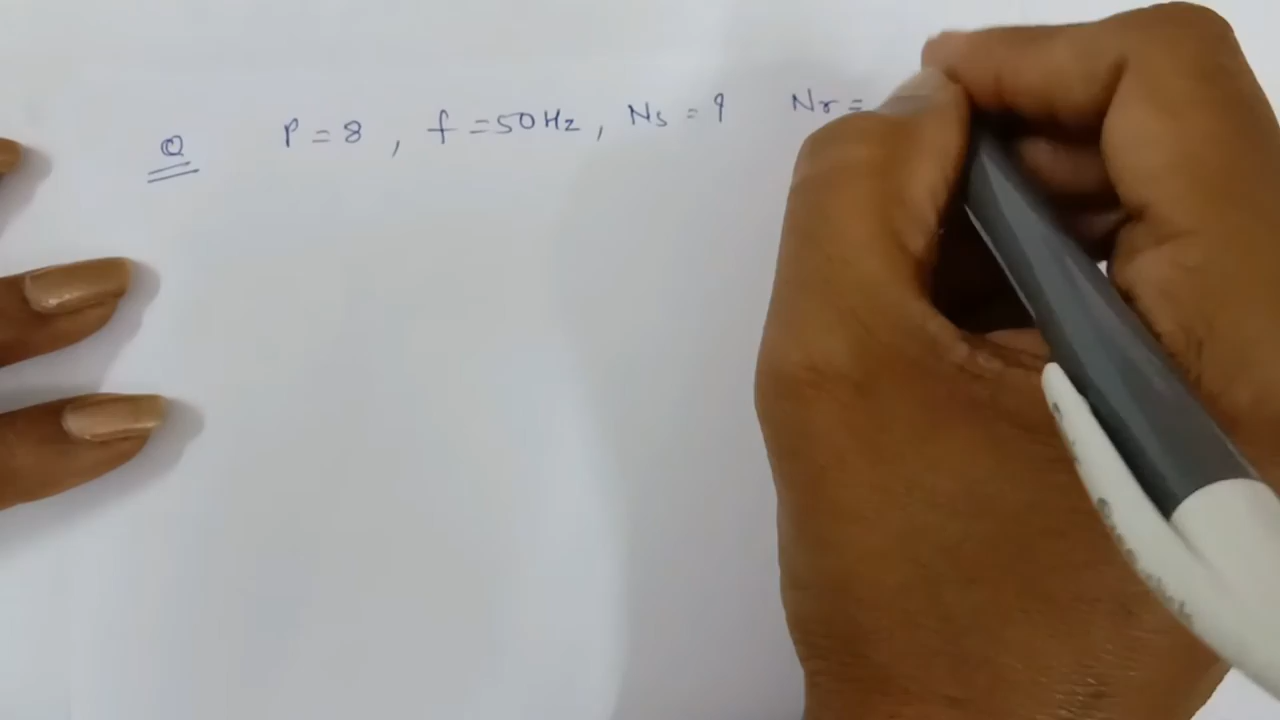 Q P = 8 , f = 50 Hz , Ns = ? Nr =